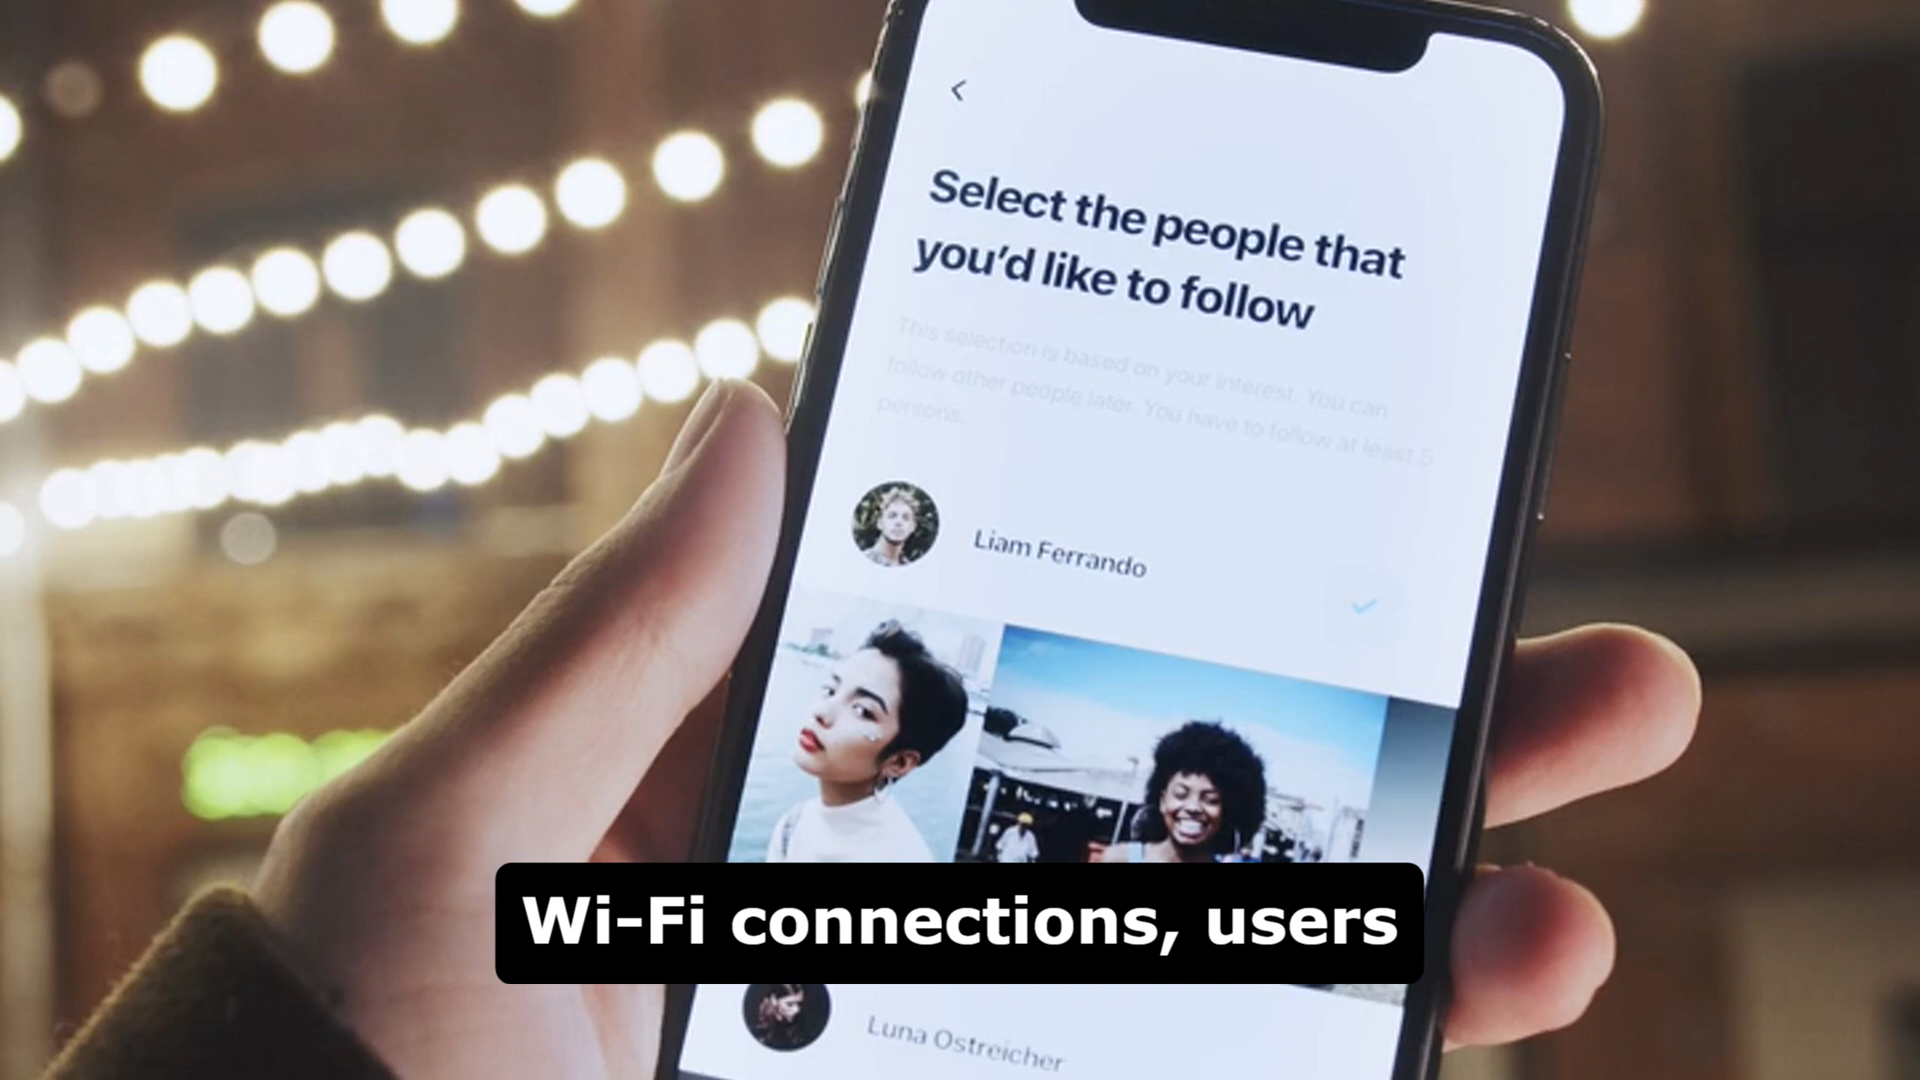 Select the people that
you'd like to follow
This selection is based on your interest. You can
follow other people later. You have to follow at least 5
persons.
Liam Ferrando
Wi-Fi connections, users
Luna Ostreicher